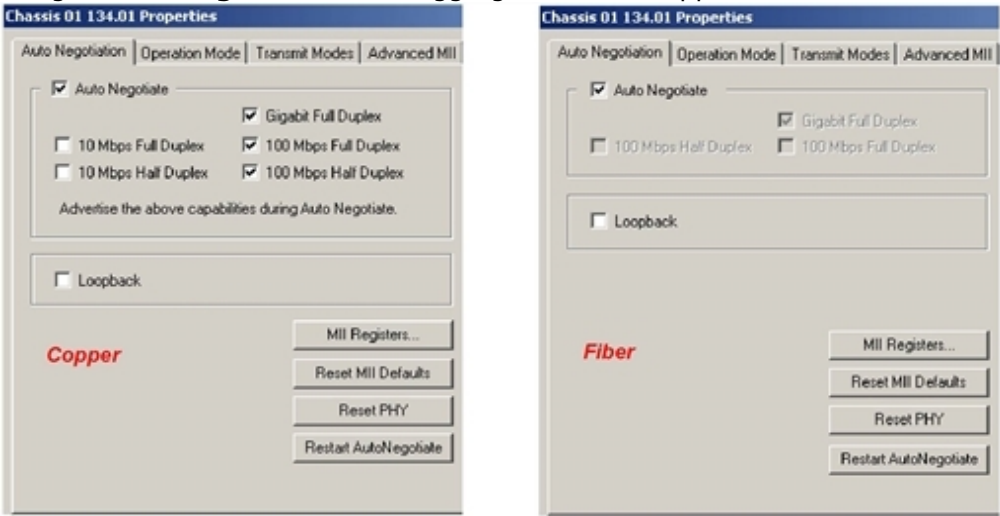 Chassis 01 134.01 Properties
Auto Negotiation Operation Mode Transmit Modes Advanced MII
Auto Negotiate
Gigabit Full Duplex
10 Mbps Full Duplex 100 Mbps Full Duplex
10 Mbps Half Duplex 100 Mbps Half Duplex
Advertise the above capabilities during Auto Negotiate.
Loopback
Copper
MII Registers...
Reset MII Defaults
Reset PHY
Restart AutoNegotiate
Chassis 01 134.01 Properties
Auto Negotiation Operation Mode Transmit Modes Advanced MII
Auto Negotiate
Gigabit Full Duplex
100 Mbps Half Duplex 100 Mbps Full Duplex
Loopback
Fiber
MII Registers...
Reset MII Defaults
Reset PHY
Restart AutoNegotiate